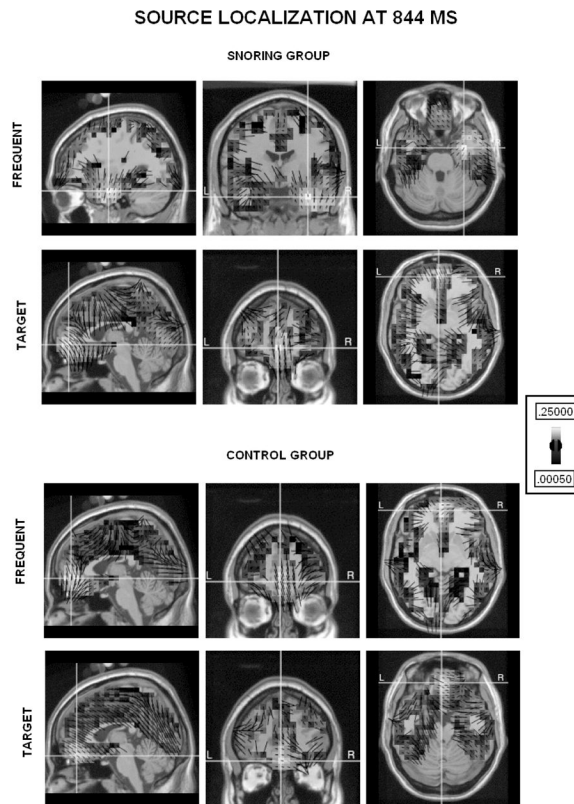 SOURCE LOCALIZATION AT 844 MS
SNORING GROUP
FREQUENT
L R
L R
TARGET
L R
L R
.25000
.00050
CONTROL GROUP
FREQUENT
L R
L R
TARGET
L R
L R